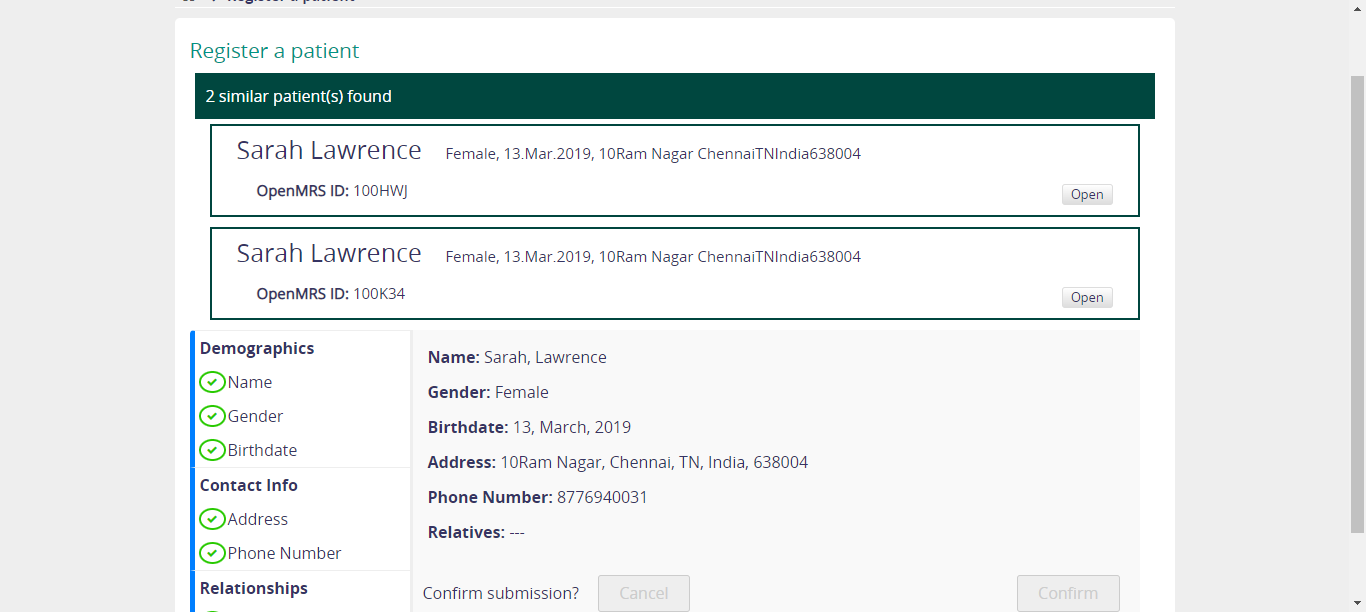 Register a patient
2 similar patient(s) found
Sarah Lawrence Female, 13.Mar.2019, 10Ram Nagar ChennaiTNIndia638004
OpenMRS ID: 100HWJ
Open
Sarah Lawrence Female, 13.Mar.2019, 10Ram Nagar ChennaiTNIndia638004
OpenMRS ID: 100K34
Open
Demographics
Name
Gender
Birthdate
Contact Info
Address
Phone Number
Relationships
Name: Sarah, Lawrence
Gender: Female
Birthdate: 13, March, 2019
Address: 10Ram Nagar, Chennai, TN, India, 638004
Phone Number: 8776940031
Relatives: ---
Confirm submission? Cancel Confirm